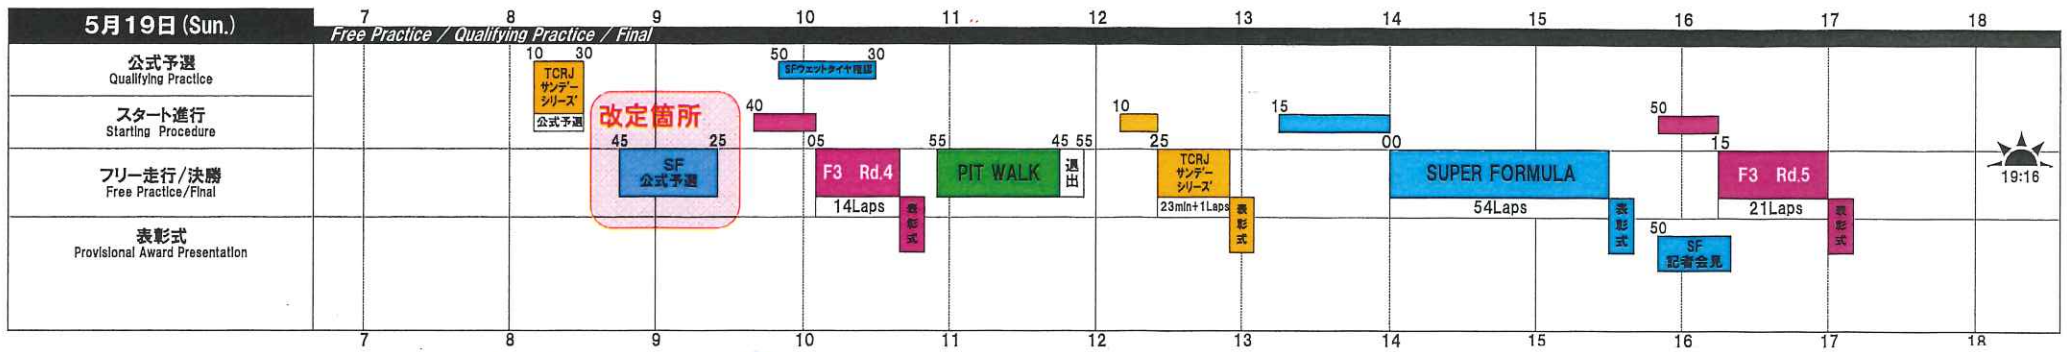 7 8 9 10 11 12 13 14 15 16 17 18
5月19日(Sun.)
Free Practice / Qualifying Practice / Final
公式予選
Qualifying Practice
10 30
TCRJ
サンデー
シリーズ
公式予選
50 30
SFウェットタイヤ確認
スタート進行
Starting Procedure
改定箇所
40
10
15
50
フリー走行/決勝
Free Practice/Final
45 25
SF
公式予選
05
F3 Rd.4
14Laps
55 45 55
PIT WALK
退出
25
TCRJ
サンデー
シリーズ
23min+1Laps
00
SUPER FORMULA
54Laps
15
F3 Rd.5
21Laps
19:16
表彰式
Provisional Award Presentation
表彰式
表彰式
表彰式
50
SF
記者会見
表彰式
7 8 9 10 11 12 13 14 15 16 17 18